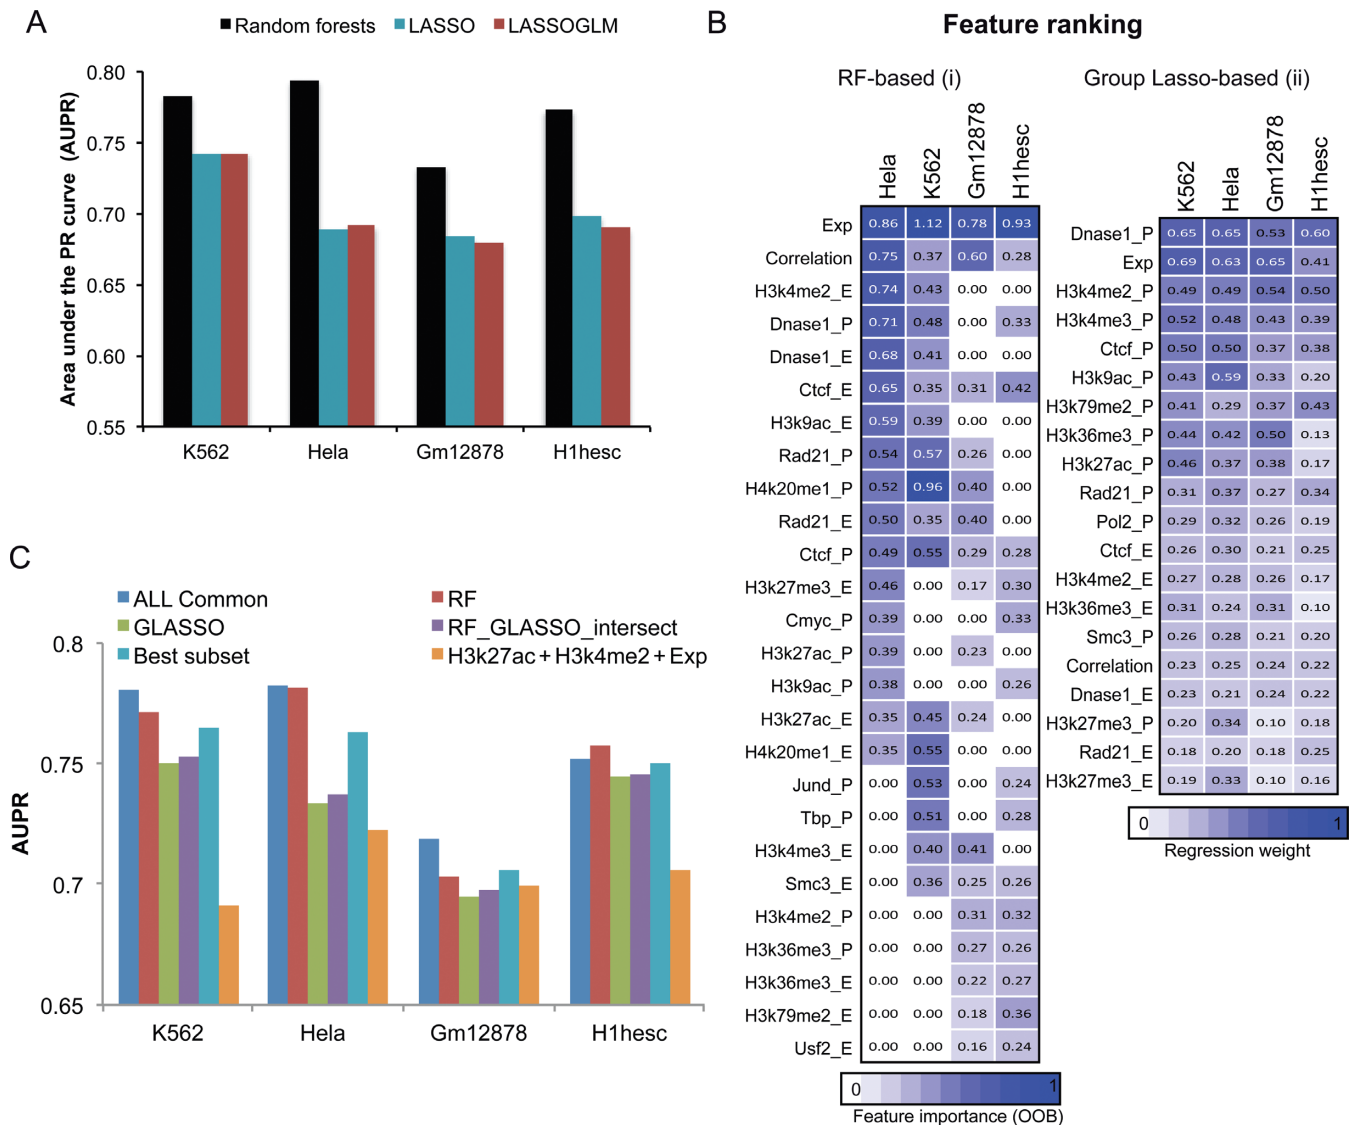 A
Random forests LASSO LASSOGLM
Area under the PR curve (AUPR)
0.80
0.75
0.70
0.65
0.60
0.55
K562 Hela Gm12878 H1hesc
B
Feature ranking
RF-based (i)
Hela K562 Gm12878 H1hesc
Exp 0.86 1.12 0.78 0.93
Correlation 0.75 0.37 0.60 0.28
H3k4me2_E 0.74 0.43 0.00 0.00
Dnase1_P 0.71 0.48 0.00 0.33
Dnase1_E 0.68 0.41 0.00 0.00
Ctcf_E 0.65 0.35 0.31 0.42
H3k9ac_E 0.59 0.39 0.00 0.00
Rad21_P 0.54 0.57 0.26 0.00
H4k20me1_P 0.52 0.96 0.40 0.00
Rad21_E 0.50 0.35 0.40 0.00
Ctcf_P 0.49 0.55 0.29 0.28
H3k27me3_E 0.46 0.00 0.17 0.30
Cmyc_P 0.39 0.00 0.00 0.33
H3k27ac_P 0.39 0.00 0.23 0.00
H3k9ac_P 0.38 0.00 0.00 0.26
H3k27ac_E 0.35 0.45 0.24 0.00
H4k20me1_E 0.35 0.55 0.00 0.00
Jund_P 0.00 0.53 0.00 0.24
Tbp_P 0.00 0.51 0.00 0.28
H3k4me3_E 0.00 0.40 0.41 0.00
Smc3_E 0.00 0.36 0.25 0.26
H3k4me2_P 0.00 0.00 0.31 0.32
H3k36me3_P 0.00 0.00 0.27 0.26
H3k36me3_E 0.00 0.00 0.22 0.27
H3k79me2_E 0.00 0.00 0.18 0.36
Usf2_E 0.00 0.00 0.16 0.24
0 1
Feature importance (OOB)
Group Lasso-based (ii)
K562 Hela Gm12878 H1hesc
Dnase1_P 0.65 0.65 0.53 0.60
Exp 0.69 0.63 0.65 0.41
H3k4me2_P 0.49 0.49 0.54 0.50
H3k4me3_P 0.52 0.48 0.43 0.39
Ctcf_P 0.50 0.50 0.37 0.38
H3k9ac_P 0.43 0.59 0.33 0.20
H3k79me2_P 0.41 0.29 0.37 0.43
H3k36me3_P 0.44 0.42 0.50 0.13
H3k27ac_P 0.46 0.37 0.38 0.17
Rad21_P 0.31 0.37 0.27 0.34
Pol2_P 0.29 0.32 0.26 0.19
Ctcf_E 0.26 0.30 0.21 0.25
H3k4me2_E 0.27 0.28 0.26 0.17
H3k36me3_E 0.31 0.24 0.31 0.10
Smc3_P 0.26 0.28 0.21 0.20
Correlation 0.23 0.25 0.24 0.22
Dnase1_E 0.23 0.21 0.24 0.22
H3k27me3_P 0.20 0.34 0.10 0.18
Rad21_E 0.18 0.20 0.18 0.25
H3k27me3_E 0.19 0.33 0.10 0.16
0 1
Regression weight
C
ALL Common RF
GLASSO RF_GLASSO_intersect
Best subset H3k27ac+H3k4me2+Exp
AUPR
0.8
0.75
0.7
0.65
K562 Hela Gm12878 H1hesc